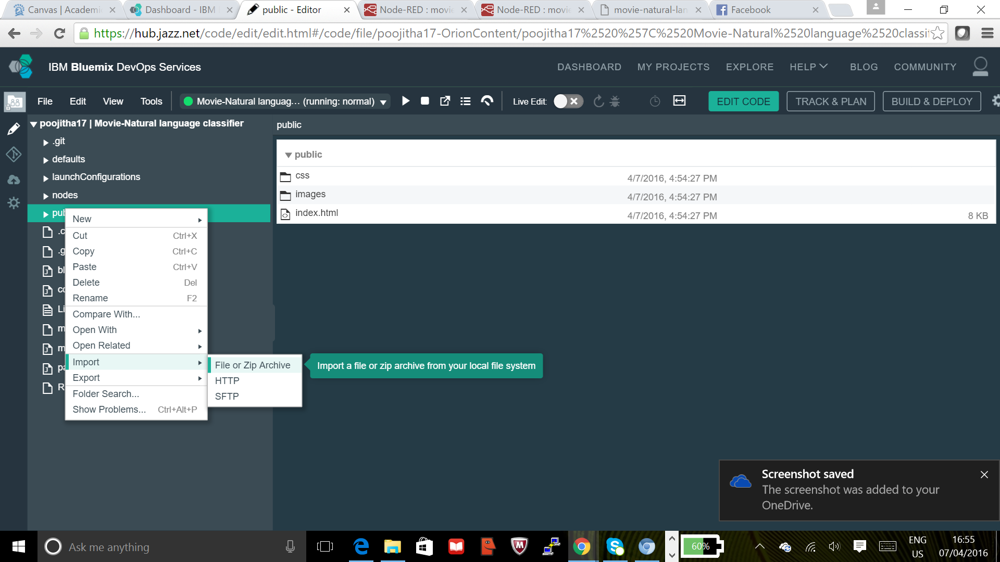 Canvas | Academi
Dashboard - IBM
public - Editor
Node-RED : movie
Node-RED : movie
movie-natural-lan
Facebook
https://hub.jazz.net/code/edit/edit.html#/code/file/poojitha17-OrionContent/poojitha17%2520%257C%2520Movie-Natural%2520language%2520classif
IBM Bluemix DevOps Services
DASHBOARD
MY PROJECTS
EXPLORE
HELP
BLOG
COMMUNITY
File
Edit
View
Tools
Movie-Natural languag... (running: normal)
Live Edit:
EDIT CODE
TRACK & PLAN
BUILD & DEPLOY
poojitha17 | Movie-Natural language classifier
public
.git
defaults
launchConfigurations
nodes
pub
.c
.g
bl
co
Li
m
m
pa
R
public
css 4/7/2016, 4:54:27 PM
images 4/7/2016, 4:54:27 PM
index.html 4/7/2016, 4:54:27 PM 8 KB
New
Cut Ctrl+X
Copy Ctrl+C
Paste Ctrl+V
Delete Del
Rename F2
Compare With...
Open With
Open Related
Import
Export
Folder Search...
Show Problems... Ctrl+Alt+P
File or Zip Archive
HTTP
SFTP
Import a file or zip archive from your local file system
Screenshot saved
The screenshot was added to your
OneDrive.
Ask me anything
60%
ENG
US
16:55
07/04/2016